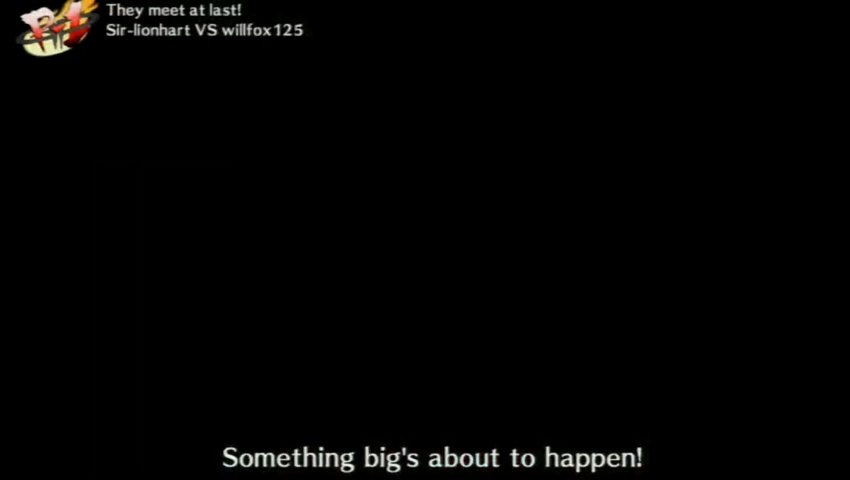 They meet at last!
Sir-lionhart VS willfox125
Something big's about to happen!